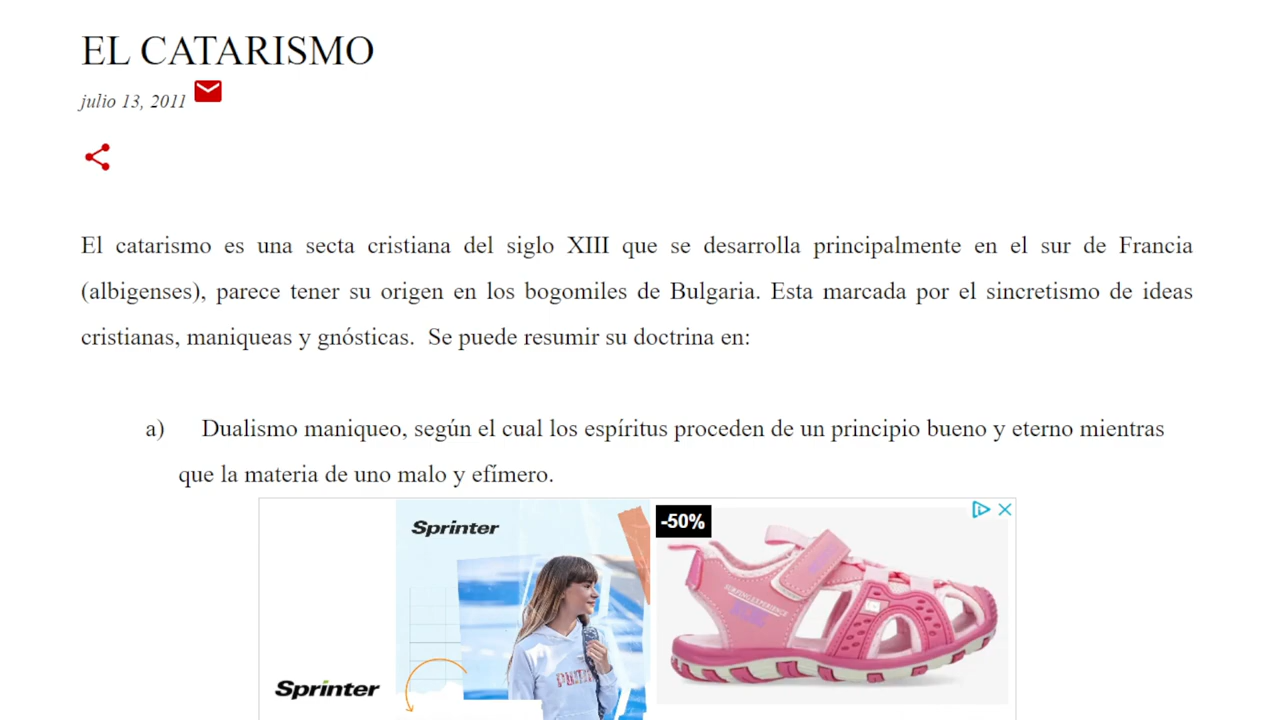 EL CATARISMO
julio 13, 2011
El catarismo es una secta cristiana del siglo XIII que se desarrolla principalmente en el sur de Francia
(albigenses), parece tener su origen en los bogomiles de Bulgaria. Esta marcada por el sincretismo de ideas
cristianas, maniqueas y gnósticas. Se puede resumir su doctrina en:
a) Dualismo maniqueo, según el cual los espíritus proceden de un principio bueno y eterno mientras
que la materia de uno malo y efímero.
Sprinter
-50%
Sprinter